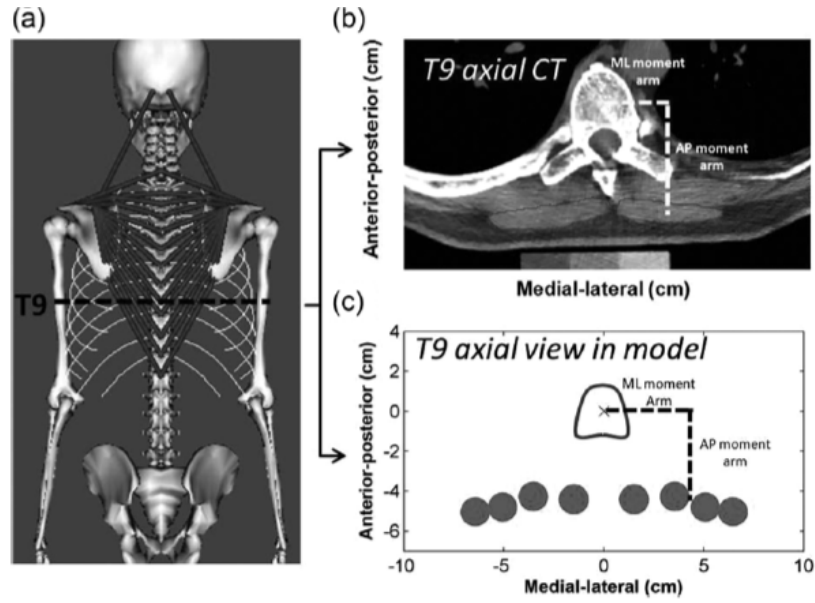 (a)
T9
(b)
Anterior-posterior (cm)
T9 axial CT
ML moment
arm
AP moment
arm
Medial-lateral (cm)
(c)
Anterior-posterior (cm)
4
2
0
-2
-4
-6
T9 axial view in model
ML moment
Arm
AP moment
arm
-10
-5
0
5
10
Medial-lateral (cm)